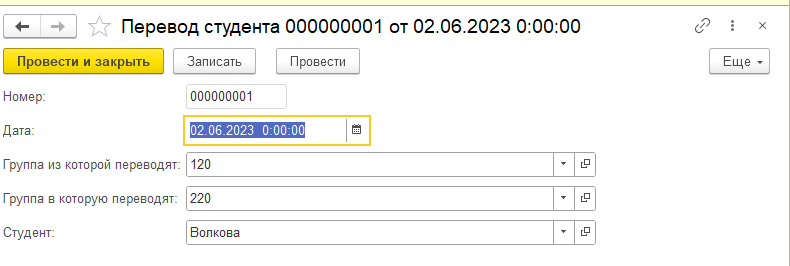 Перевод студента 000000001 от 02.06.2023 0:00:00
Провести и закрыть Записать Провести Еще
Номер: 000000001
Дата: 02.06.2023 0:00:00
Группа из которой переводят: 120
Группа в которую переводят: 220
Студент: Волкова